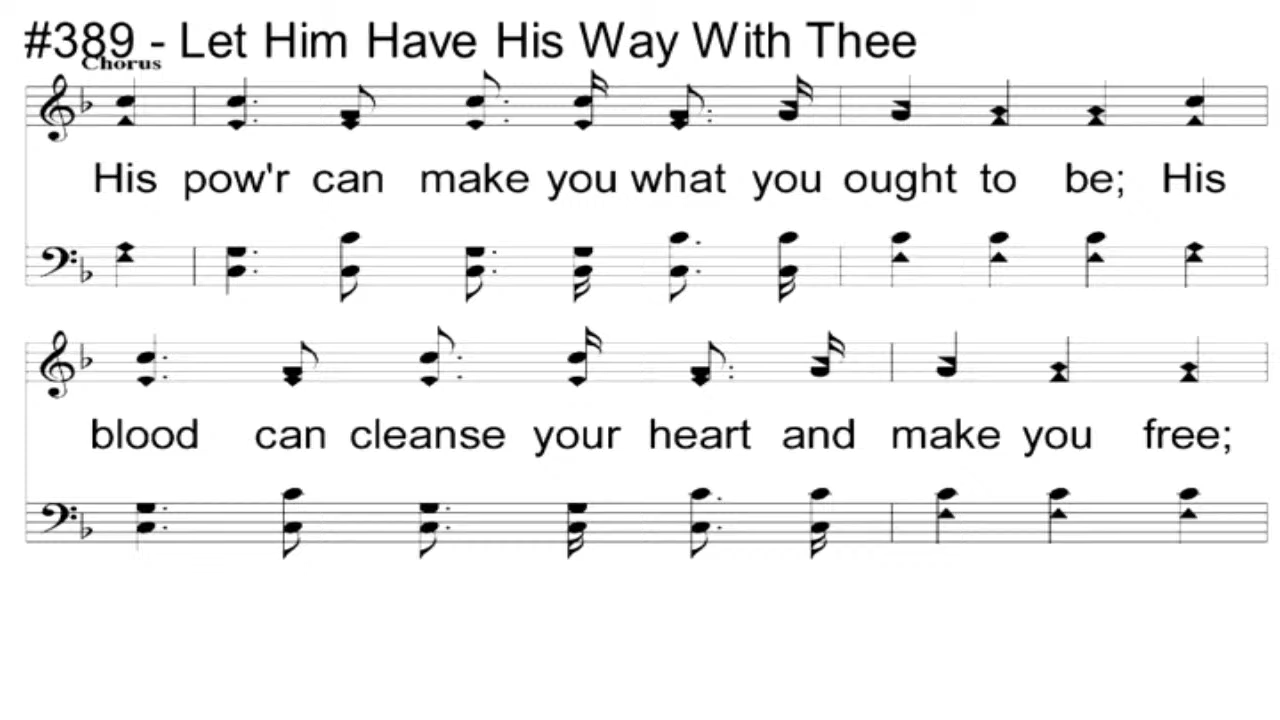 #389 - Let Him Have His Way With Thee
Chorus
His pow'r can make you what you ought to be; His
blood can cleanse your heart and make you free;